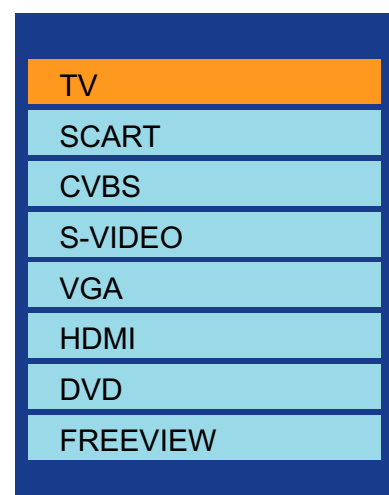 TV
SCART
CVBS
S-VIDEO
VGA
HDMI
DVD
FREEVIEW